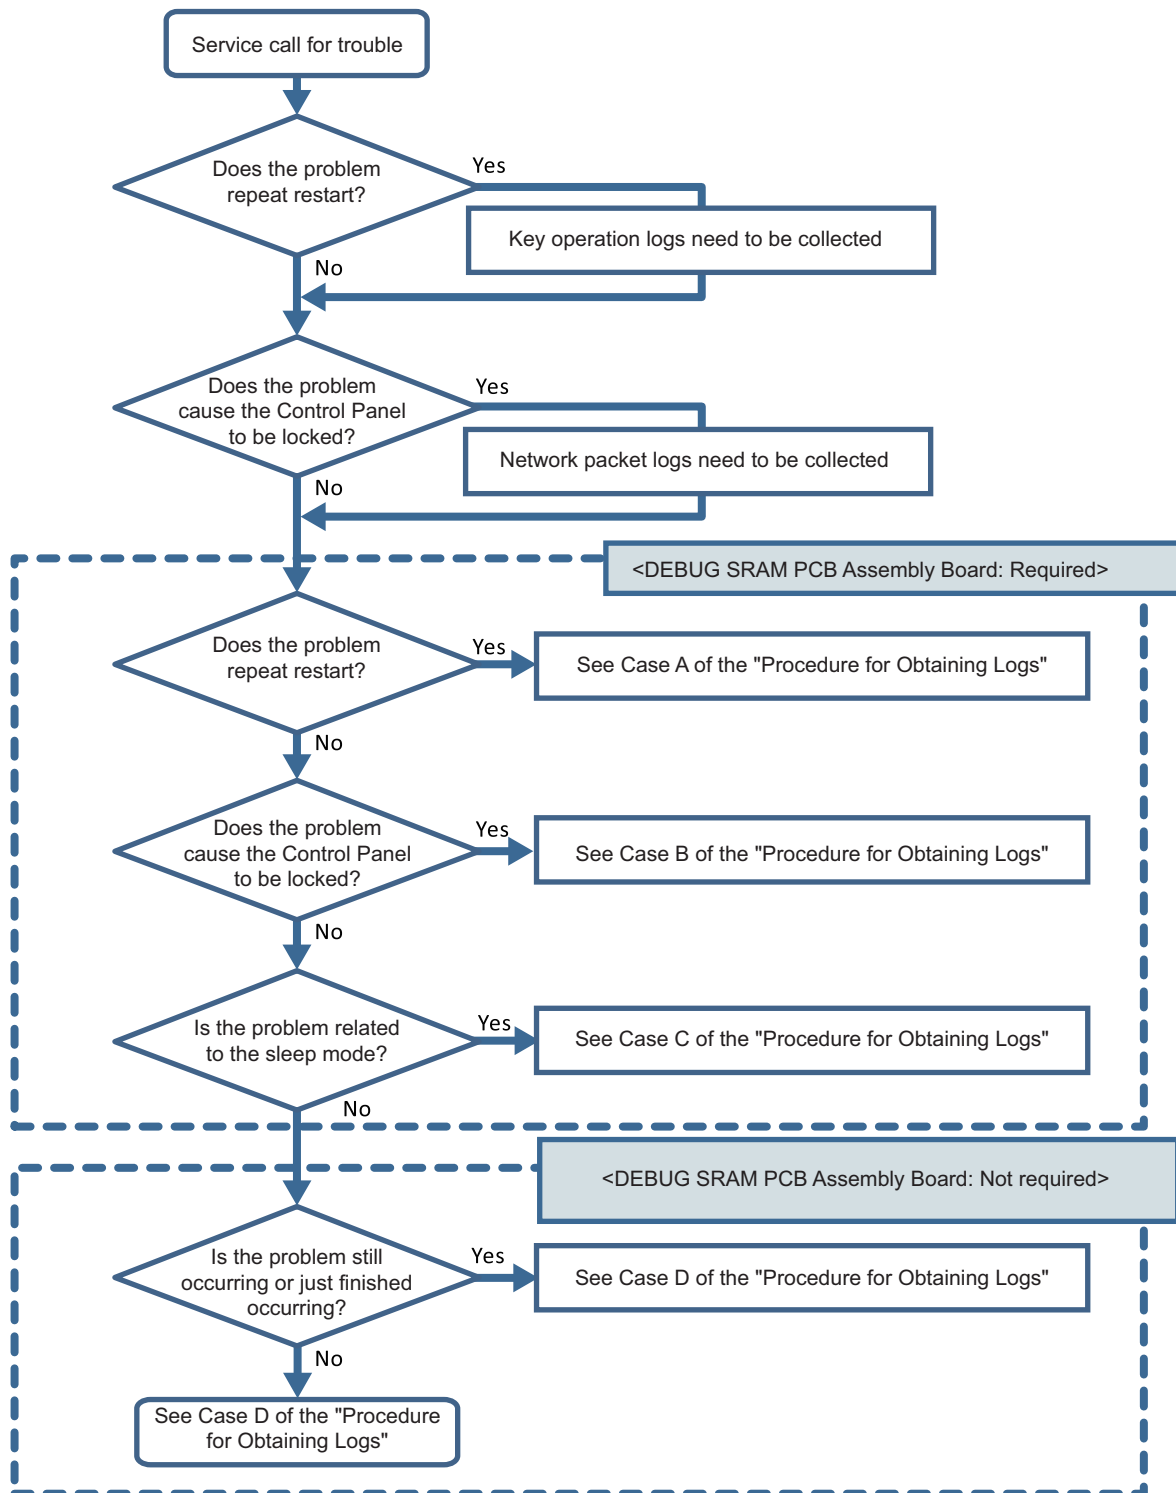 Service call for trouble
Does the problem
repeat restart?
Yes
Key operation logs need to be collected
No
Does the problem
cause the Control Panel
to be locked?
Yes
Network packet logs need to be collected
No
<DEBUG SRAM PCB Assembly Board: Required>
Does the problem
repeat restart?
Yes
See Case A of the "Procedure for Obtaining Logs"
No
Does the problem
cause the Control Panel
to be locked?
Yes
See Case B of the "Procedure for Obtaining Logs"
No
Is the problem related
to the sleep mode?
Yes
See Case C of the "Procedure for Obtaining Logs"
No
<DEBUG SRAM PCB Assembly Board: Not required>
Is the problem still
occurring or just finished
occurring?
Yes
See Case D of the "Procedure for Obtaining Logs"
No
See Case D of the "Procedure
for Obtaining Logs"